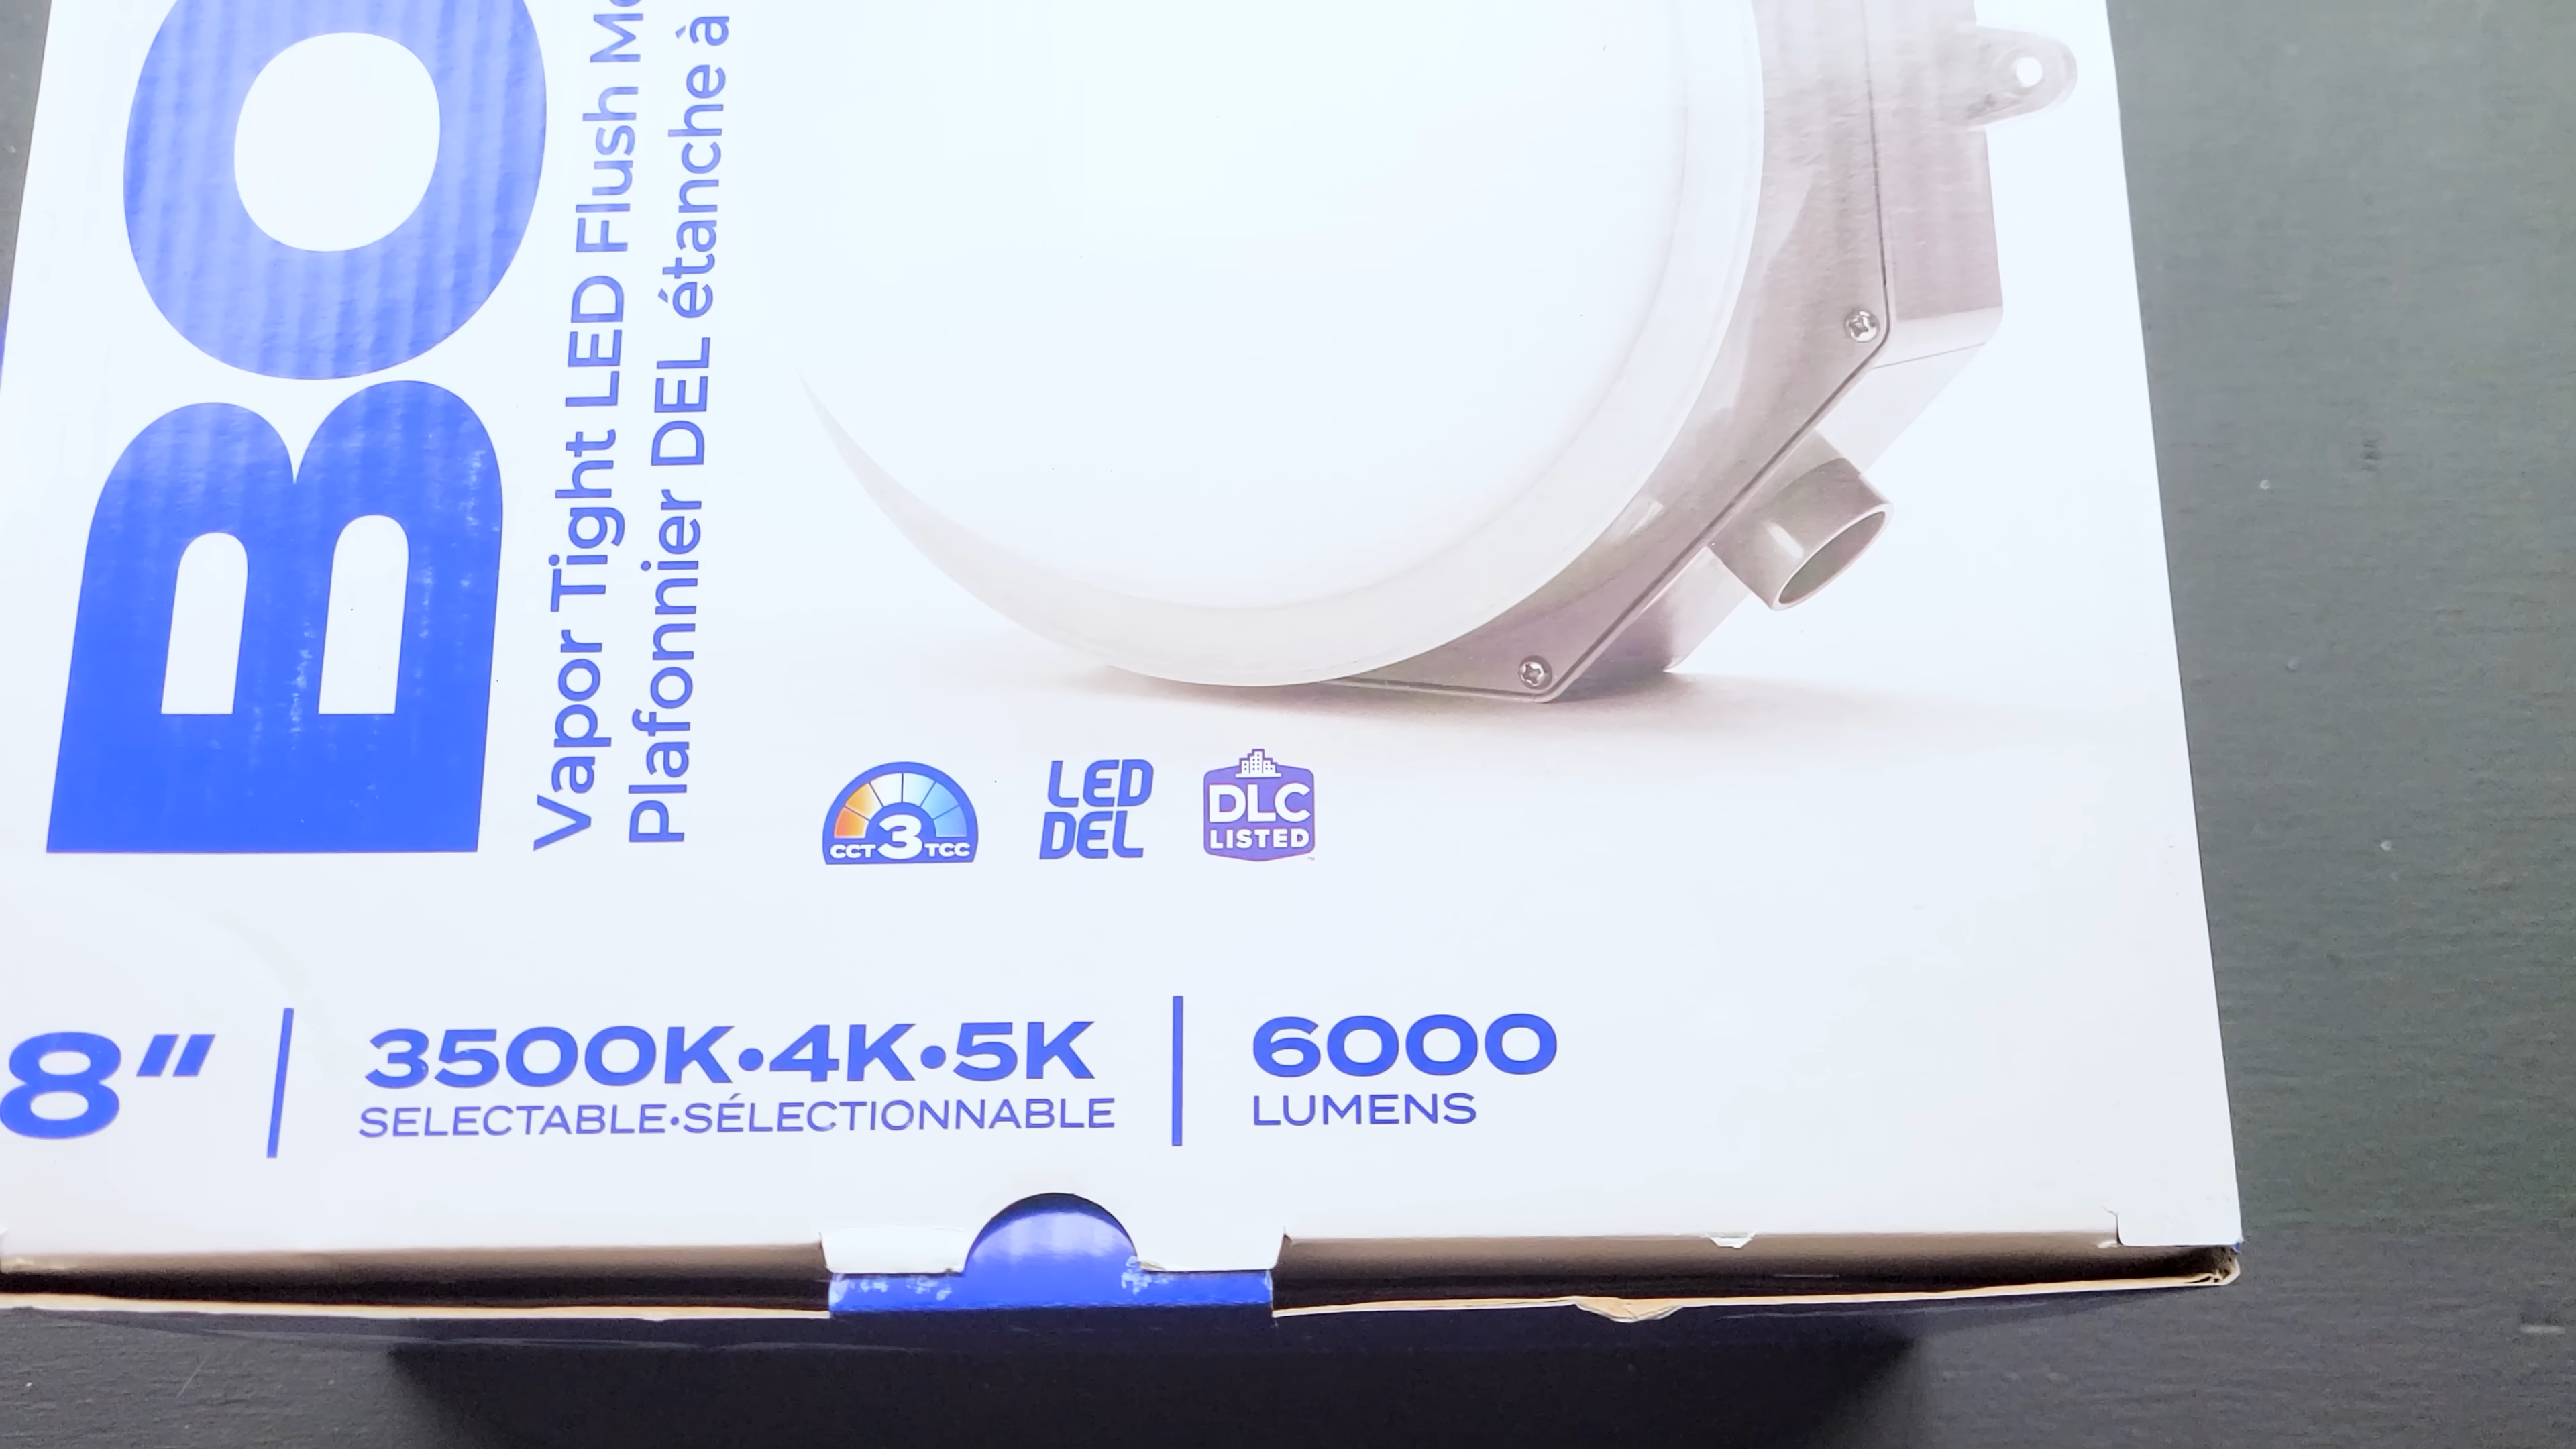 BO
Vapor Tight LED Flush
Plafonnier DEL étanche à
CCT 3 TCC
LED
DEL
DLC
LISTED
™
8"
3500K•4K•5K
SELECTABLE•SÉLECTIONNABLE
6000
LUMENS